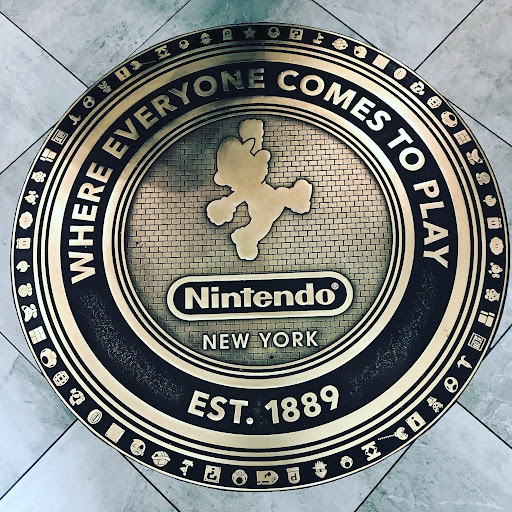 WHERE EVERYONE COMES TO PLAY
Nintendo®
NEW YORK
EST. 1889